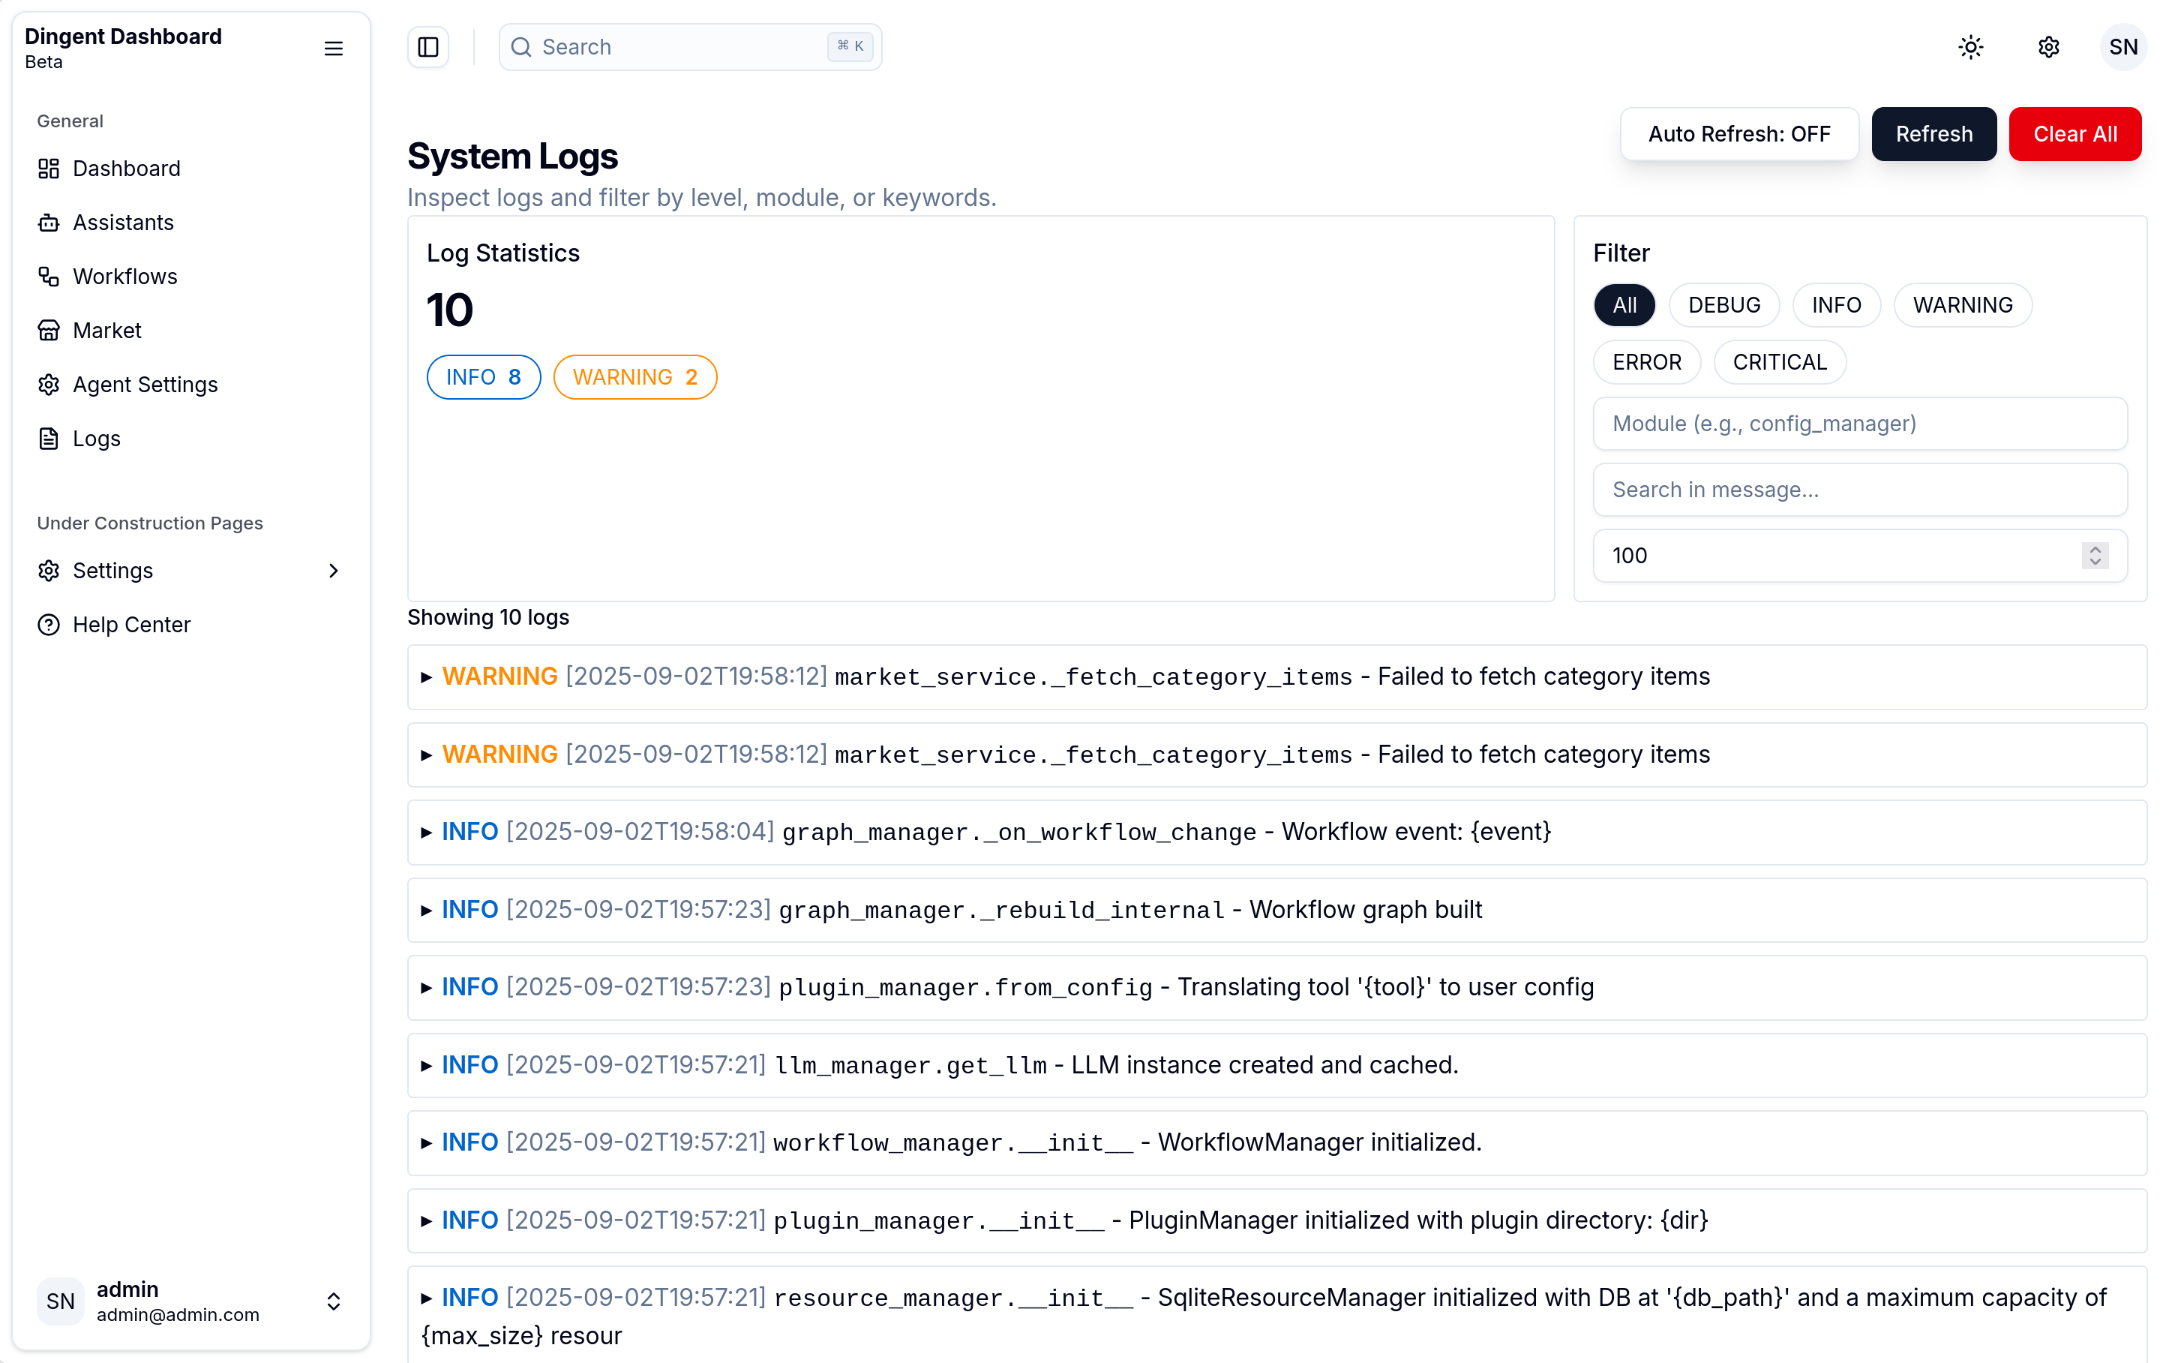 Dingent Dashboard
Beta
General
Dashboard
Assistants
Workflows
Market
Agent Settings
Logs
Under Construction Pages
Settings
Help Center
SN
admin
admin@admin.com
Search
⌘ K
SN
System Logs
Inspect logs and filter by level, module, or keywords.
Auto Refresh: OFF
Refresh
Clear All
Log Statistics
10
INFO 8
WARNING 2
Filter
All
DEBUG
INFO
WARNING
ERROR
CRITICAL
Module (e.g., config_manager)
Search in message...
100
Showing 10 logs
WARNING [2025-09-02T19:58:12] market_service._fetch_category_items - Failed to fetch category items
WARNING [2025-09-02T19:58:12] market_service._fetch_category_items - Failed to fetch category items
INFO [2025-09-02T19:58:04] graph_manager._on_workflow_change - Workflow event: {event}
INFO [2025-09-02T19:57:23] graph_manager._rebuild_internal - Workflow graph built
INFO [2025-09-02T19:57:23] plugin_manager.from_config - Translating tool '{tool}' to user config
INFO [2025-09-02T19:57:21] llm_manager.get_llm - LLM instance created and cached.
INFO [2025-09-02T19:57:21] workflow_manager.__init__ - WorkflowManager initialized.
INFO [2025-09-02T19:57:21] plugin_manager.__init__ - PluginManager initialized with plugin directory: {dir}
INFO [2025-09-02T19:57:21] resource_manager.__init__ - SqliteResourceManager initialized with DB at '{db_path}' and a maximum capacity of
{max_size} resour